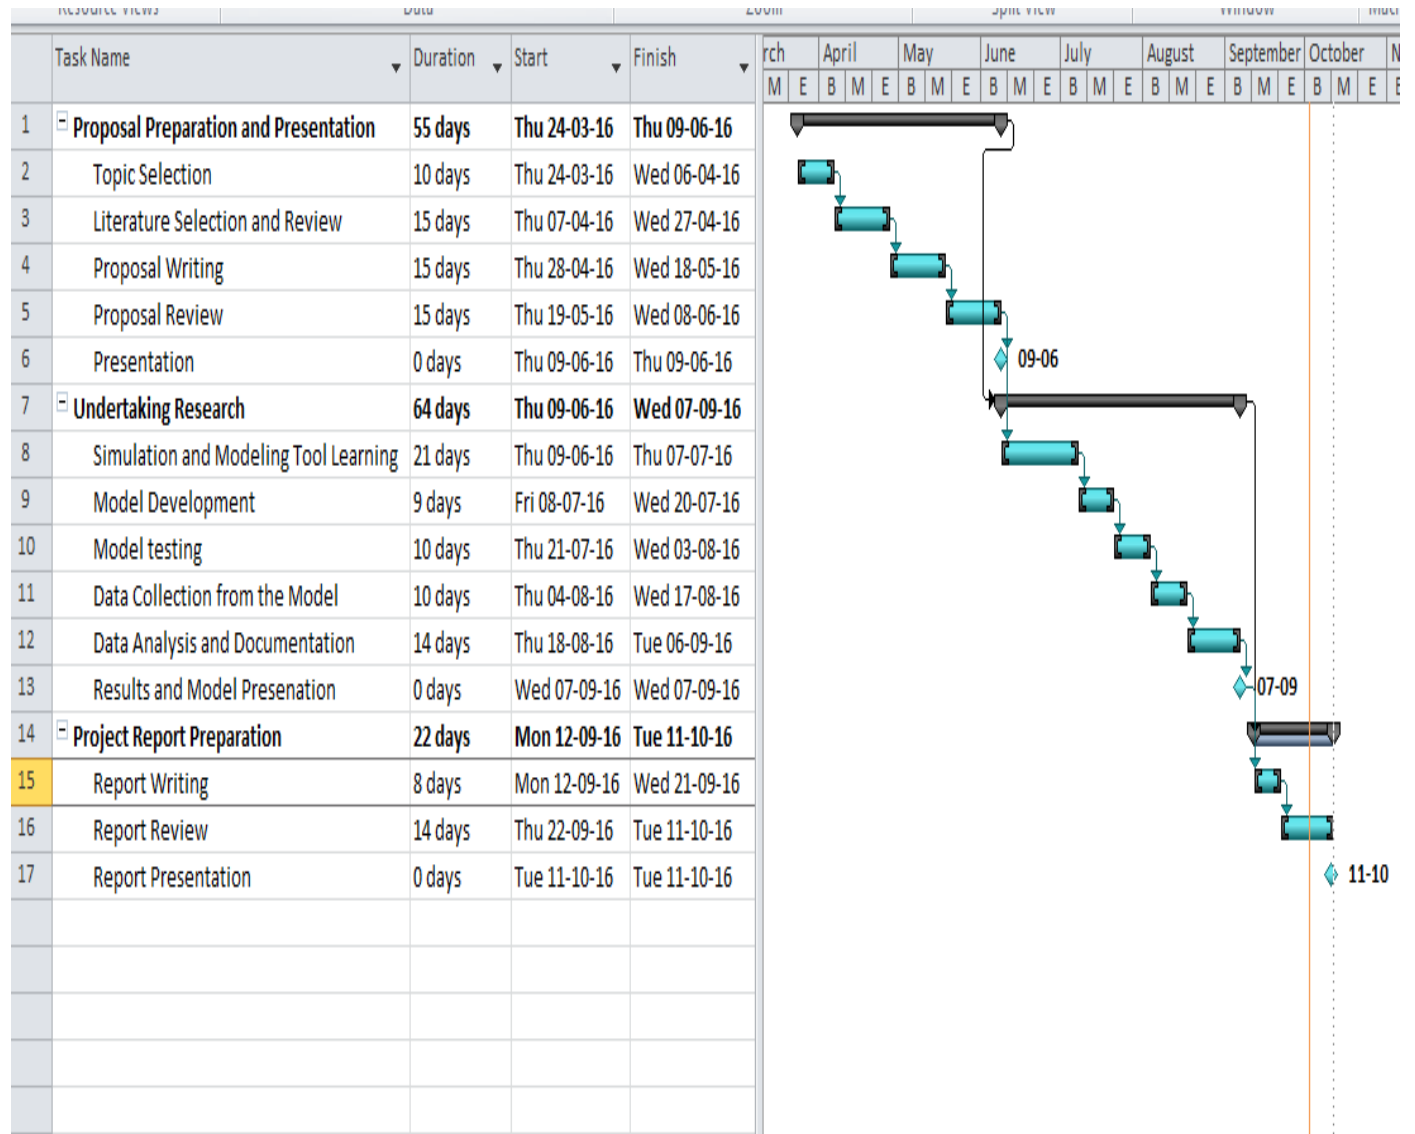 Resource Views Data Zoom Split View Window
Task Name Duration Start Finish rch April May June July August September October N
M E B M E B M E B M E B M E B M E B M E B M E
1 Proposal Preparation and Presentation 55 days Thu 24-03-16 Thu 09-06-16
2 Topic Selection 10 days Thu 24-03-16 Wed 06-04-16
3 Literature Selection and Review 15 days Thu 07-04-16 Wed 27-04-16
4 Proposal Writing 15 days Thu 28-04-16 Wed 18-05-16
5 Proposal Review 15 days Thu 19-05-16 Wed 08-06-16
6 Presentation 0 days Thu 09-06-16 Thu 09-06-16 09-06
7 Undertaking Research 64 days Thu 09-06-16 Wed 07-09-16
8 Simulation and Modeling Tool Learning 21 days Thu 09-06-16 Thu 07-07-16
9 Model Development 9 days Fri 08-07-16 Wed 20-07-16
10 Model testing 10 days Thu 21-07-16 Wed 03-08-16
11 Data Collection from the Model 10 days Thu 04-08-16 Wed 17-08-16
12 Data Analysis and Documentation 14 days Thu 18-08-16 Tue 06-09-16
13 Results and Model Presenation 0 days Wed 07-09-16 Wed 07-09-16 07-09
14 Project Report Preparation 22 days Mon 12-09-16 Tue 11-10-16
15 Report Writing 8 days Mon 12-09-16 Wed 21-09-16
16 Report Review 14 days Thu 22-09-16 Tue 11-10-16
17 Report Presentation 0 days Tue 11-10-16 Tue 11-10-16 11-10